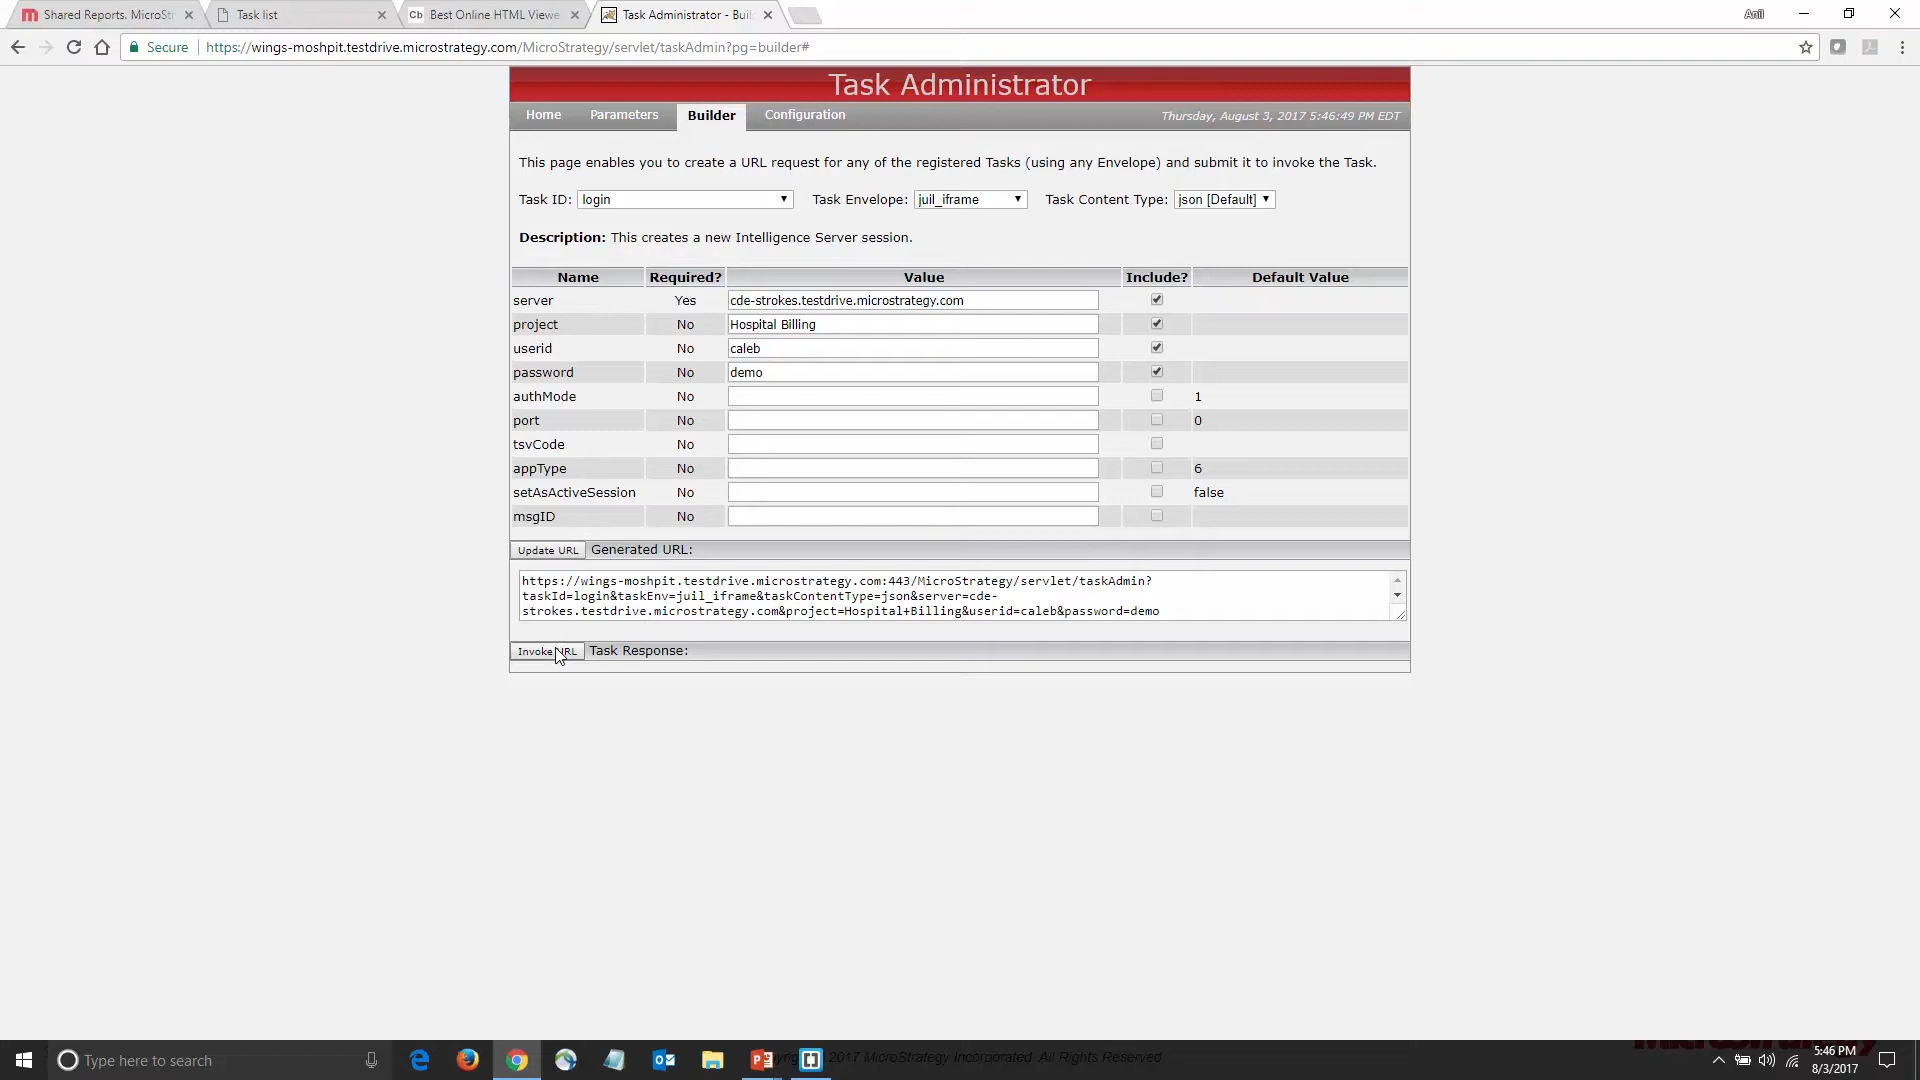 Shared Reports. MicroStr
Task list
Cb Best Online HTML Viewe
Task Administrator - Buil
Anil
Secure https://wings-moshpit.testdrive.microstrategy.com/MicroStrategy/servlet/taskAdmin?pg=builder#
Task Administrator
Home Parameters Builder Configuration Thursday, August 3, 2017 5:46:49 PM EDT
This page enables you to create a URL request for any of the registered Tasks (using any Envelope) and submit it to invoke the Task.
Task ID: login Task Envelope: juil_iframe Task Content Type: json [Default]
Description: This creates a new Intelligence Server session.
Name Required? Value Include? Default Value
server Yes cde-strokes.testdrive.microstrategy.com
project No Hospital Billing
userid No caleb
password No demo
authMode No 1
port No 0
tsvCode No
appType No 6
setAsActiveSession No false
msgID No
Update URL Generated URL:
https://wings-moshpit.testdrive.microstrategy.com:443/MicroStrategy/servlet/taskAdmin?
taskId=login&taskEnv=juil_iframe&taskContentType=json&server=cde-
strokes.testdrive.microstrategy.com&project=Hospital+Billing&userid=caleb&password=demo
Invoke URL Task Response:
Type here to search
2017 MicroStrategy Incorporated. All Rights Reserved
5:46 PM
8/3/2017